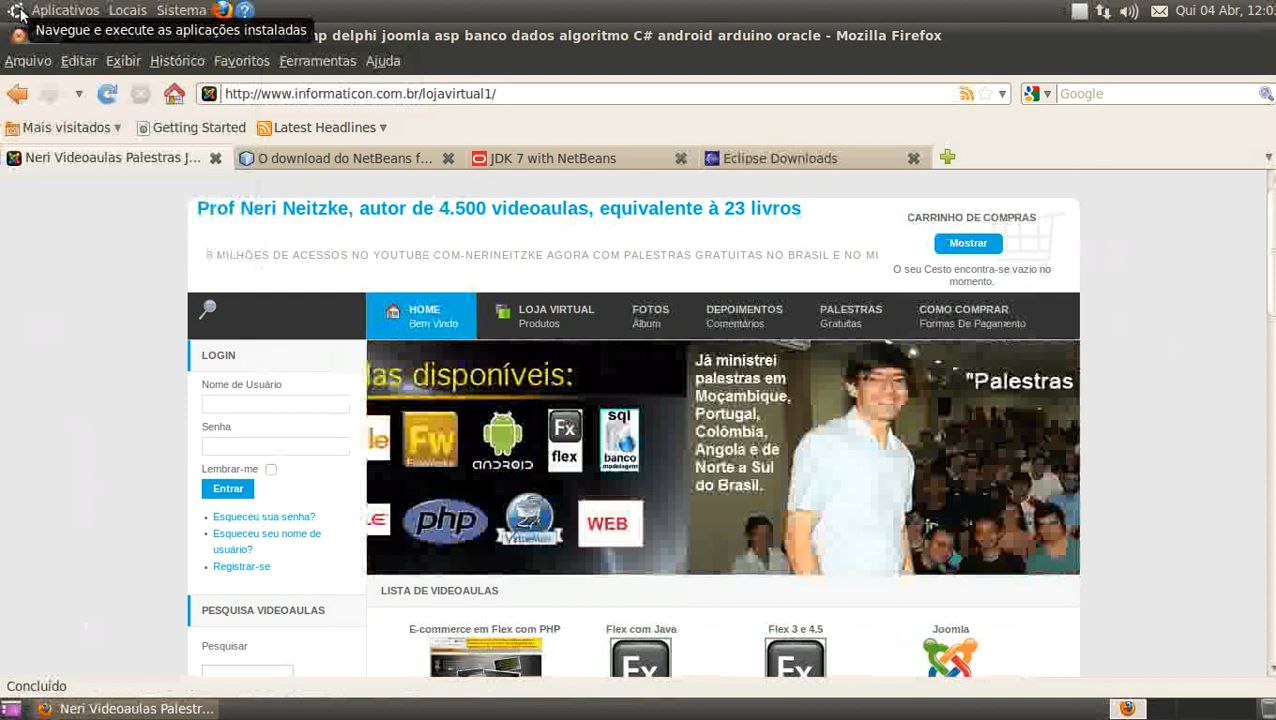 Aplicativos Locais Sistema
Qui 04 Abr, 12:0
Navegue e execute as aplicações instaladas
delphi joomla asp banco dados algoritmo C# android arduino oracle - Mozilla Firefox
Arquivo Editar Exibir Histórico Favoritos Ferramentas Ajuda
http://www.informaticon.com.br/lojavirtual1/
Google
Mais visitados Getting Started Latest Headlines
Neri Videoaulas Palestras J...
O download do NetBeans f...
JDK 7 with NetBeans
Eclipse Downloads
Prof Neri Neitzke, autor de 4.500 videoaulas, equivalente à 23 livros
CARRINHO DE COMPRAS
Mostrar
MILHÕES DE ACESSOS NO YOUTUBE COM-NERINEITZKE AGORA COM PALESTRAS GRATUITAS NO BRASIL E NO MU
O seu Cesto encontra-se vazio no
momento.
HOME
Bem Vindo
LOJA VIRTUAL
Produtos
FOTOS
Álbum
DEPOIMENTOS
Comentários
PALESTRAS
Gratuitas
COMO COMPRAR
Formas De Pagamento
LOGIN
Nome de Usuário
Senha
Lembrar-me
Entrar
Esqueceu sua senha?
Esqueceu seu nome de
usuário?
Registrar-se
PESQUISA VIDEOAULAS
Pesquisar
las disponíveis:
le
Fw
ANDROID
Fx
flex
sql
banco
modelagem
LE
php
WEB
Já ministrei
palestras em
Moçambique,
Portugal,
Colômbia,
Angola e de
Norte a Sul
do Brasil.
"Palestras
LISTA DE VIDEOAULAS
E-commerce em Flex com PHP
Flex com Java
Flex 3 e 4.5
Joomla
Fx
Fx
Concluído
Neri Videoaulas Palestr...